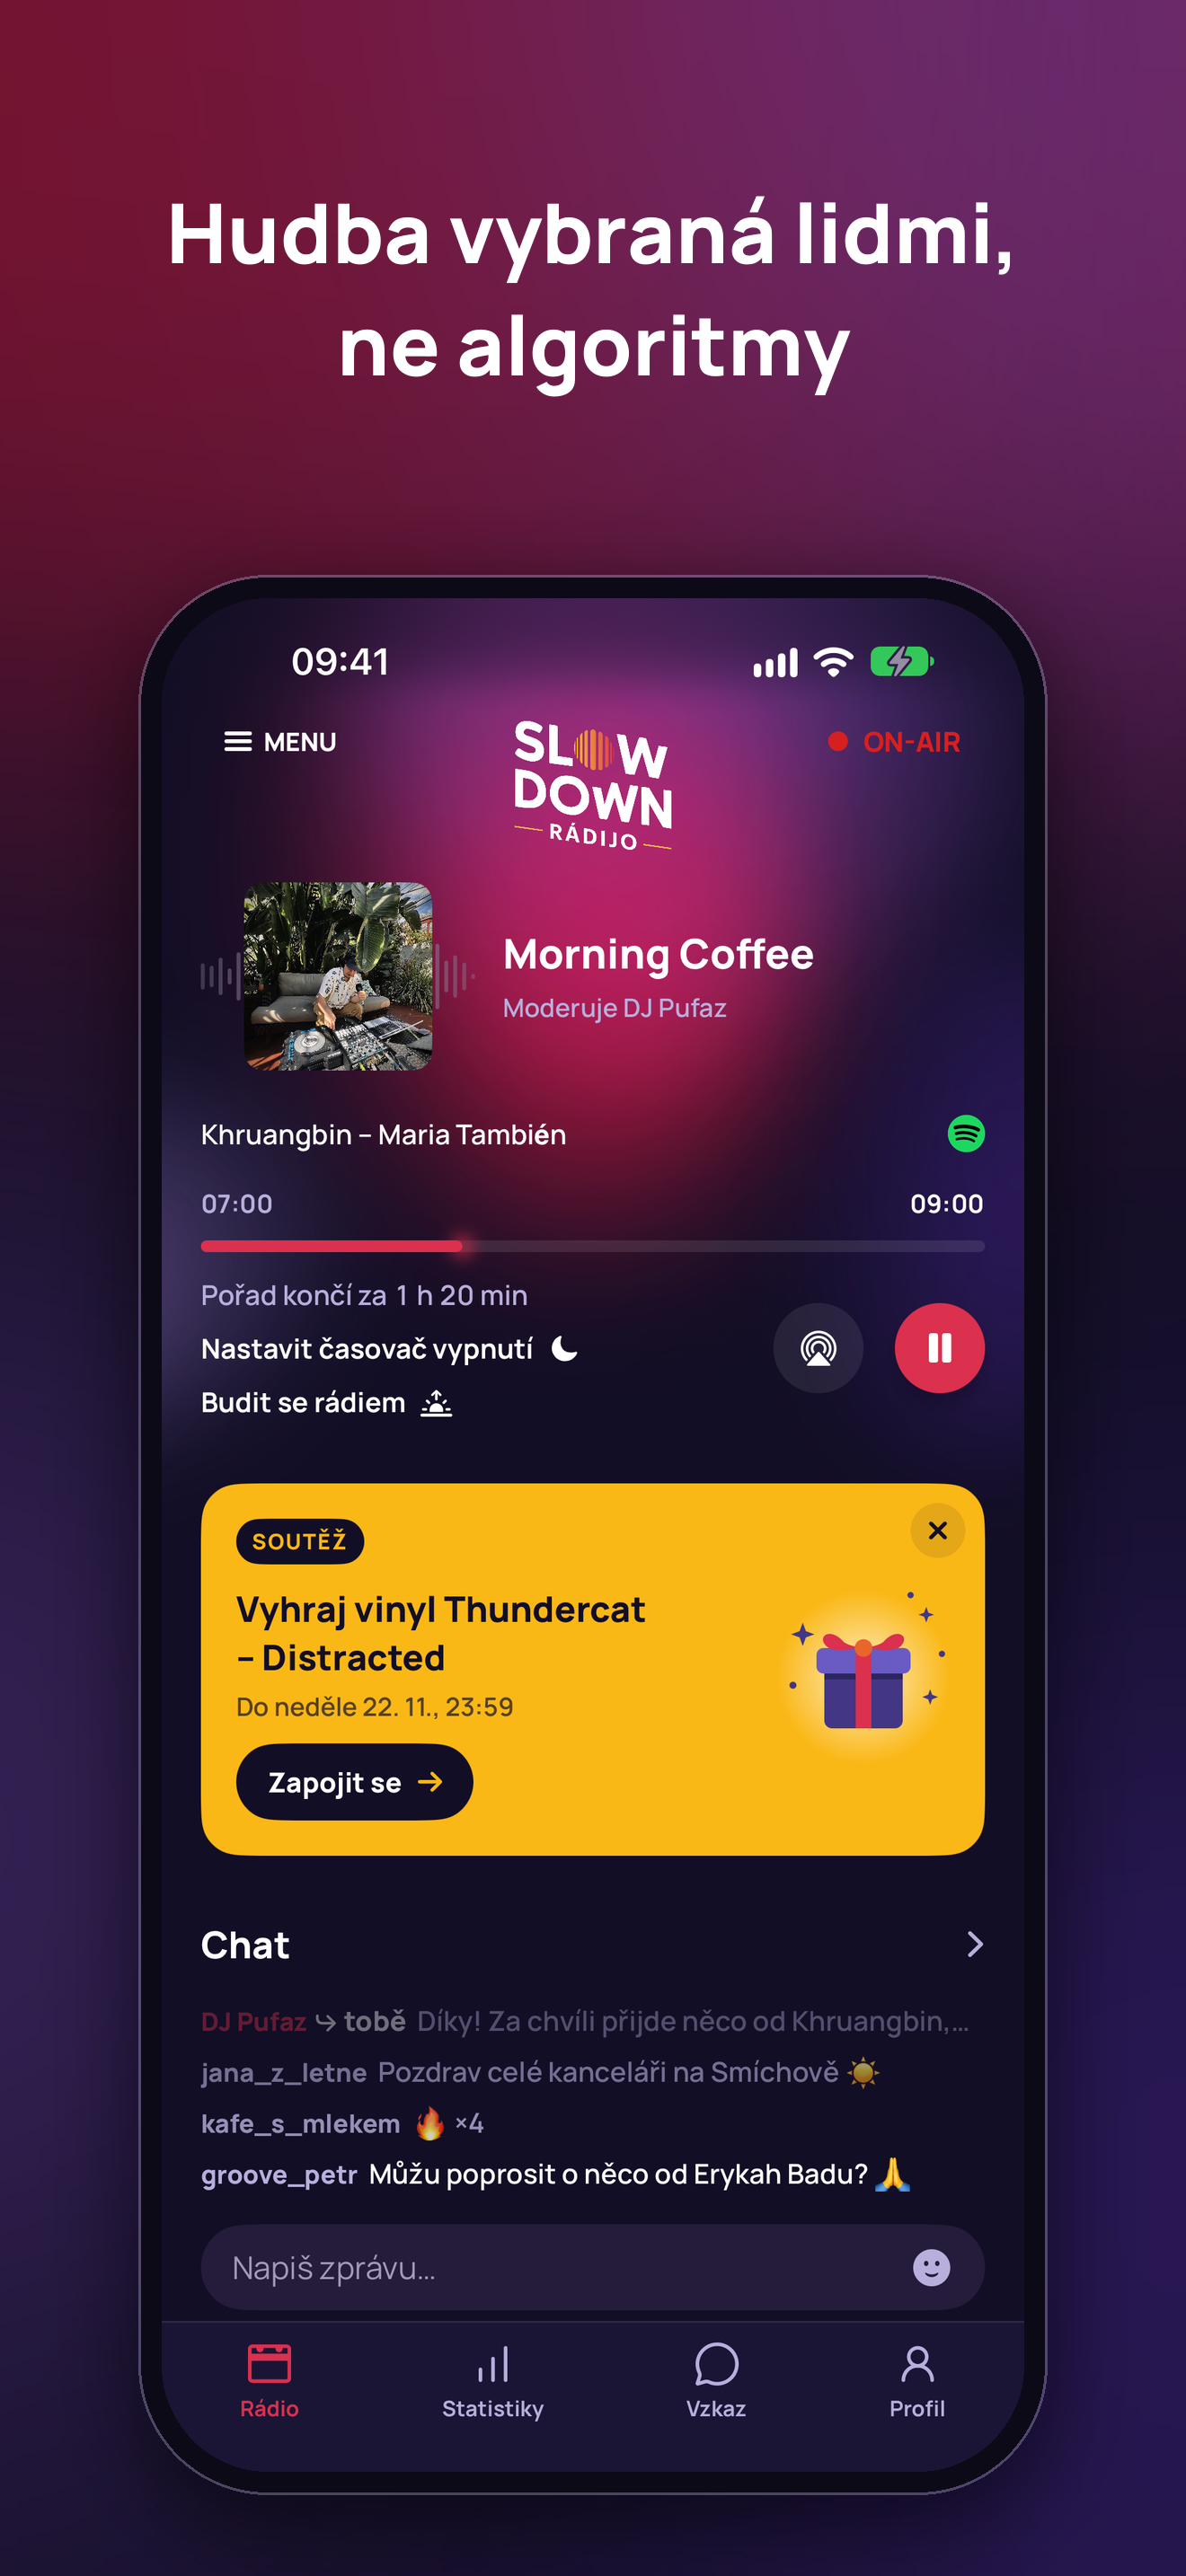 Hudba vybraná lidmi,
ne algoritmy
09:41
MENU
SLOW
DOWN
RÁDIJO
ON-AIR
Morning Coffee
Moderuje DJ Pufaz
Khruangbin – Maria También
07:00
09:00
Pořad končí za 1 h 20 min
Nastavit časovač vypnutí
Budit se rádiem
SOUTĚŽ
Vyhraj vinyl Thundercat
– Distracted
Do neděle 22. 11., 23:59
Zapojit se →
Chat
DJ Pufaz ↪ tobě Díky! Za chvíli přijde něco od Khruangbin,…
jana_z_letne Pozdrav celé kanceláři na Smíchově ☀️
kafe_s_mlekem 🔥 ×4
groove_petr Můžu poprosit o něco od Erykah Badu? 🙏
Napiš zprávu…
Rádio
Statistiky
Vzkaz
Profil